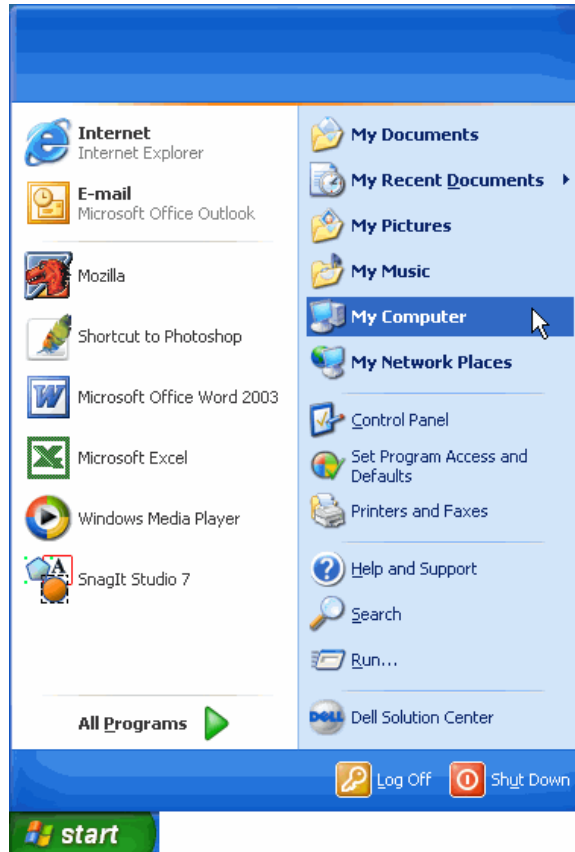 Internet
Internet Explorer
E-mail
Microsoft Office Outlook
Mozilla
Shortcut to Photoshop
Microsoft Office Word 2003
Microsoft Excel
Windows Media Player
SnagIt Studio 7
All Programs
My Documents
My Recent Documents
My Pictures
My Music
My Computer
My Network Places
Control Panel
Set Program Access and
Defaults
Printers and Faxes
Help and Support
Search
Run...
DELL Dell Solution Center
Log Off
Shut Down
start